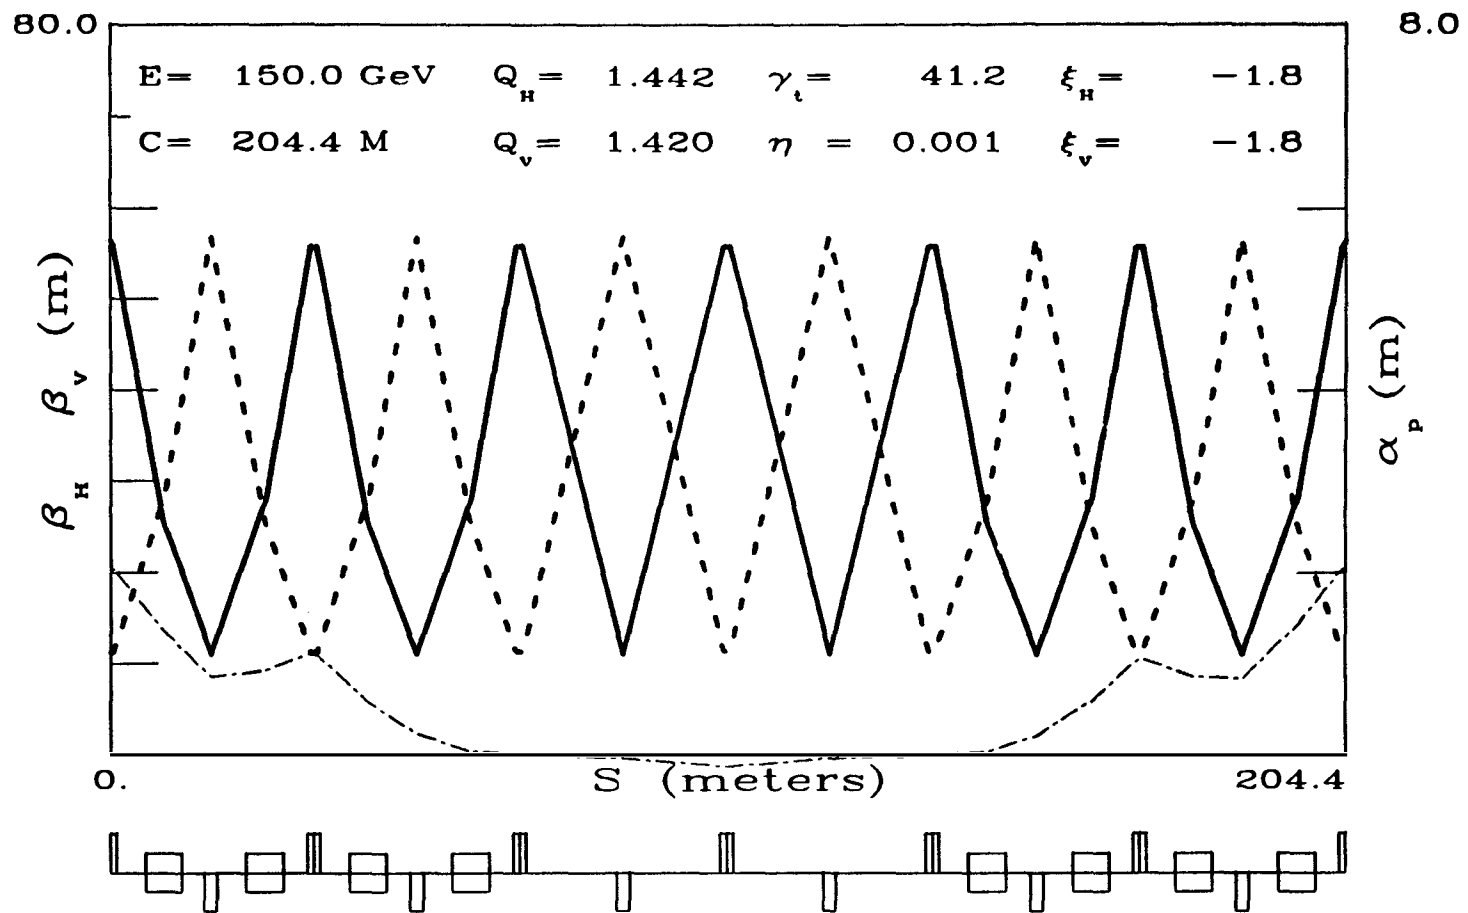 80.0 8.0
E= 150.0 GeV Q_H= 1.442 γ_t= 41.2 ξ_H= −1.8
C= 204.4 M Q_V= 1.420 η = 0.001 ξ_V= −1.8
β_H β_V (m)
α_p (m)
0. S (meters) 204.4